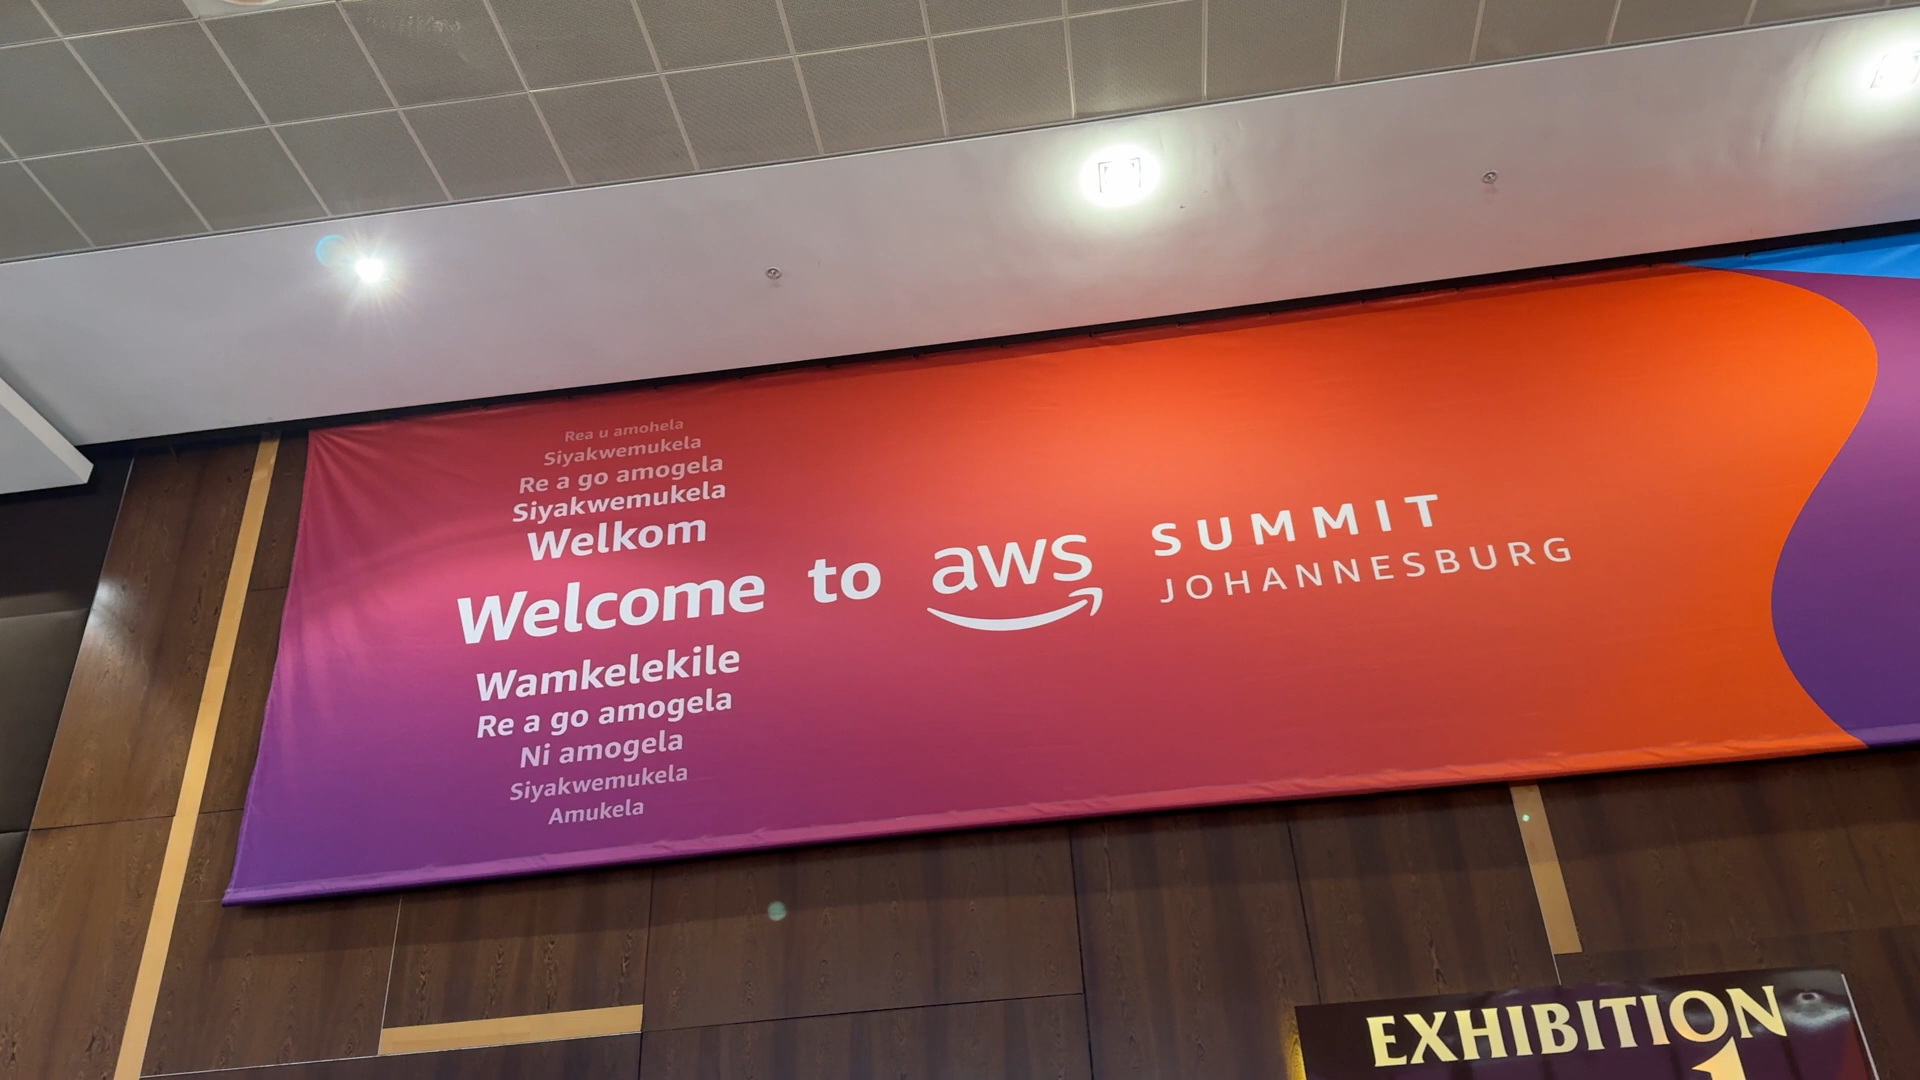 Rea u amohela
Siyakwemukela
Re a go amogela
Siyakwemukela
Welkom
Welcome to aws SUMMIT
JOHANNESBURG
Wamkelekile
Re a go amogela
Ni amogela
Siyakwemukela
Amukela
EXHIBITION
1